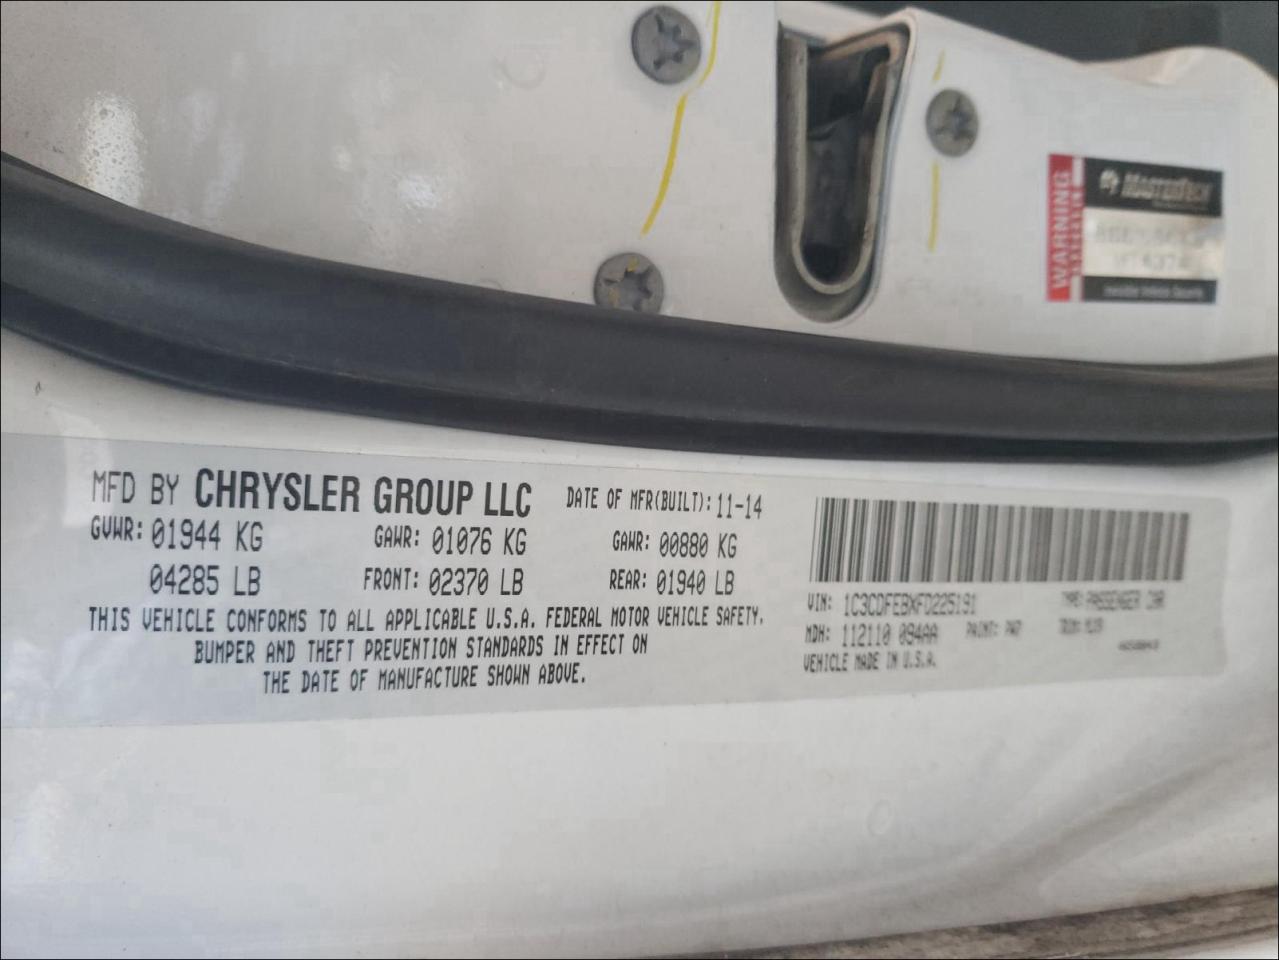 WARNING
MFD BY CHRYSLER GROUP LLC DATE OF MFR(BUILT): 11-14
GVWR: 01944 KG GAWR: 01076 KG GAWR: 00880 KG
04285 LB FRONT: 02370 LB REAR: 01940 LB
THIS VEHICLE CONFORMS TO ALL APPLICABLE U.S.A. FEDERAL MOTOR VEHICLE SAFETY,
BUMPER AND THEFT PREVENTION STANDARDS IN EFFECT ON
THE DATE OF MANUFACTURE SHOWN ABOVE.
VIN: 1C3CDFEBXFD225191 TYPE: PASSENGER CAR
MDH: 112110 094AA PAINT: PW7
VEHICLE MADE IN U.S.A.